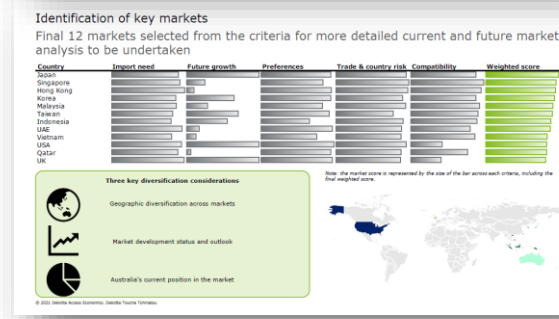 Identification of key markets
Final 12 markets selected from the criteria for more detailed current and future market
analysis to be undertaken
Country Import need Future growth Preferences Trade & country risk Compatibility Weighted score
Japan
Singapore
Hong Kong
Korea
Malaysia
Taiwan
Indonesia
UAE
Vietnam
USA
Qatar
UK
Note: the market score is represented by the size of the bar across each criteria, including the
final weighted score.
Three key diversification considerations
Geographic diversification across markets
Market development status and outlook
Australia's current position in the market
© 2021 Deloitte Access Economics. Deloitte Touche Tohmatsu